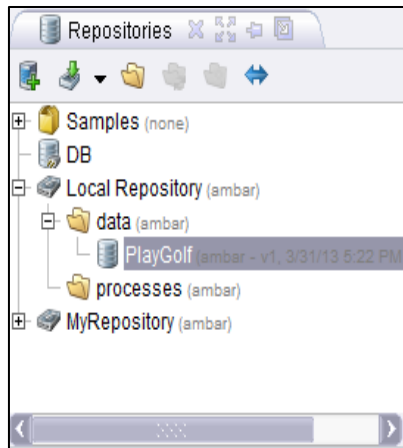 Repositories
Samples (none)
DB
Local Repository (ambar)
data (ambar)
PlayGolf (ambar - v1, 3/31/13 5:22 PM
processes (ambar)
MyRepository (ambar)